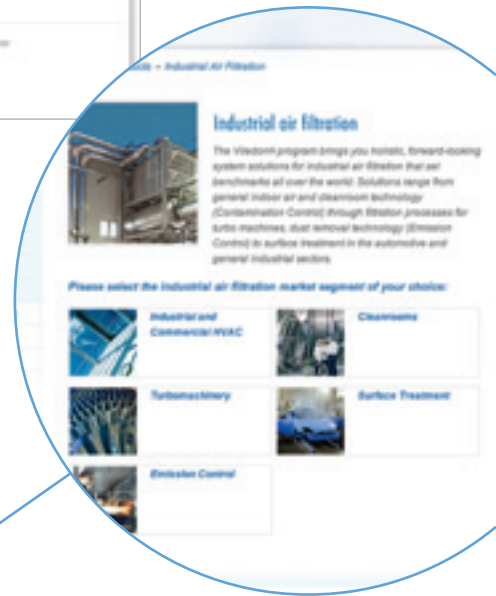 Industrial Air Filtration
Industrial air filtration
The Viledon® program brings you holistic, forward-looking
system solutions for industrial air filtration that set
benchmarks all over the world. Solutions range from
general indoor air and cleanroom technology
(Contamination Control) through filtration processes for
turbo machines, dust removal technology (Emission
Control) to surface treatment in the automotive and
general industrial sectors.
Please select the industrial air filtration market segment of your choice:
Industrial and
Commercial HVAC
Cleanrooms
Turbomachinery
Surface Treatment
Emission Control